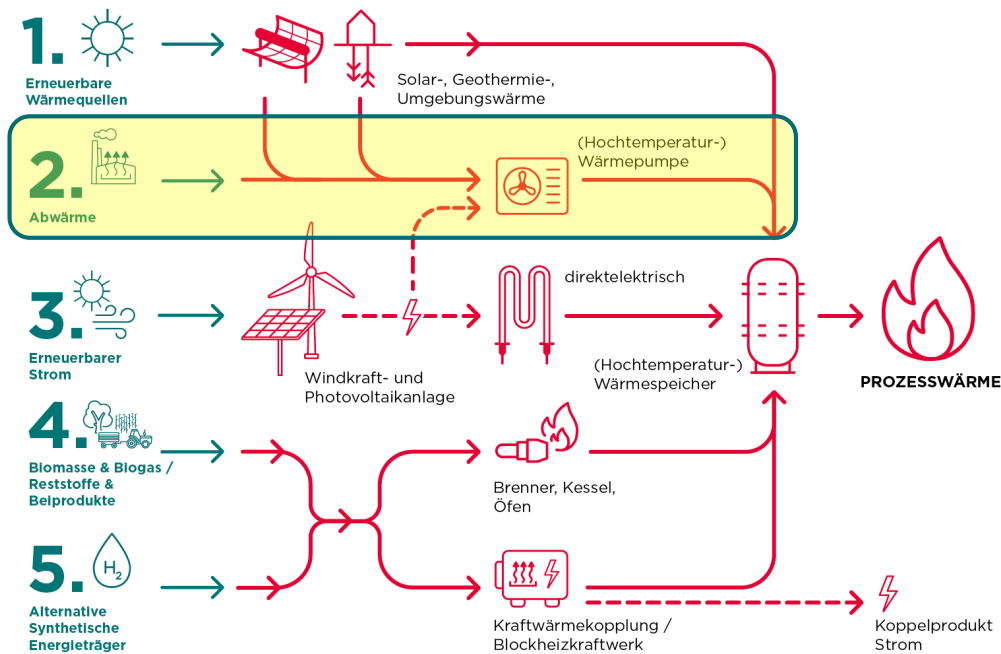 1.
Erneuerbare
Wärmequellen
Solar-, Geothermie-,
Umgebungswärme
2.
Abwärme
(Hochtemperatur-)
Wärmepumpe
3.
Erneuerbarer
Strom
Windkraft- und
Photovoltaikanlage
direktelektrisch
(Hochtemperatur-)
Wärmespeicher
PROZESSWÄRME
4.
Biomasse & Biogas /
Reststoffe &
Beiprodukte
Brenner, Kessel,
Öfen
5.
H₂
Alternative
Synthetische
Energieträger
Kraftwärmekopplung /
Blockheizkraftwerk
Koppelprodukt
Strom